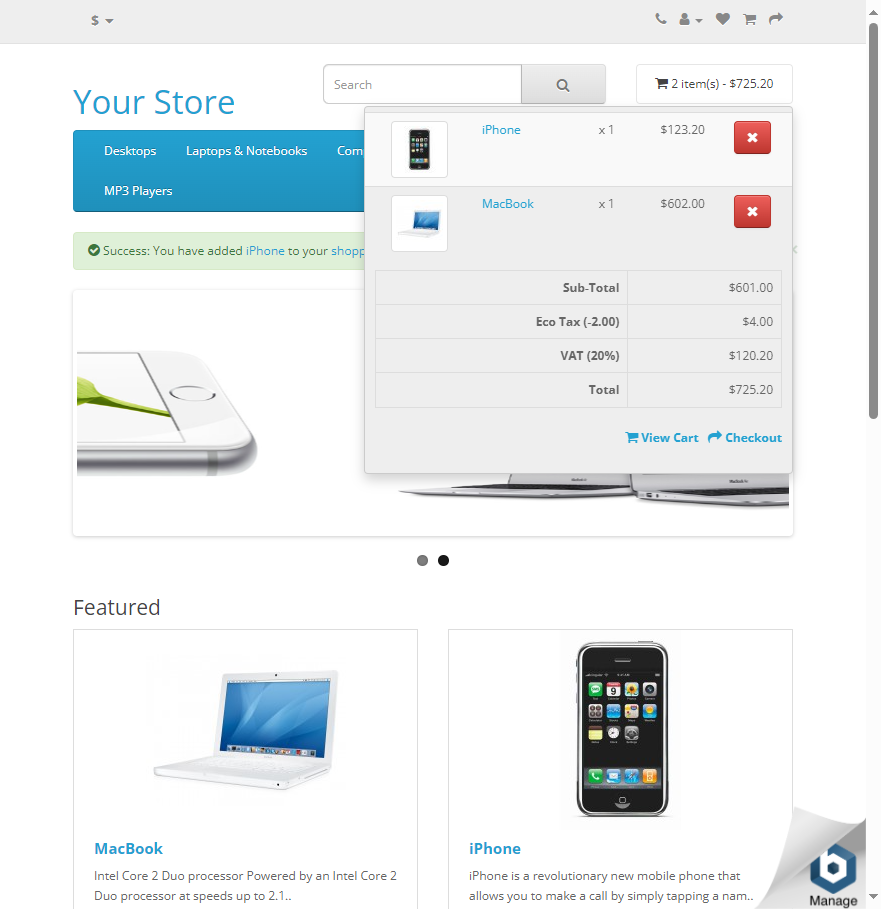 $
Search
2 item(s) - $725.20
Your Store
Desktops
Laptops & Notebooks
Com
MP3 Players
iPhone x 1 $123.20
MacBook x 1 $602.00
Success: You have added iPhone to your shopp
Sub-Total $601.00
Eco Tax (-2.00) $4.00
VAT (20%) $120.20
Total $725.20
View Cart
Checkout
Featured
MacBook
Intel Core 2 Duo processor Powered by an Intel Core 2
Duo processor at speeds up to 2.1..
iPhone
iPhone is a revolutionary new mobile phone that
allows you to make a call by simply tapping a nam..
b
Manage